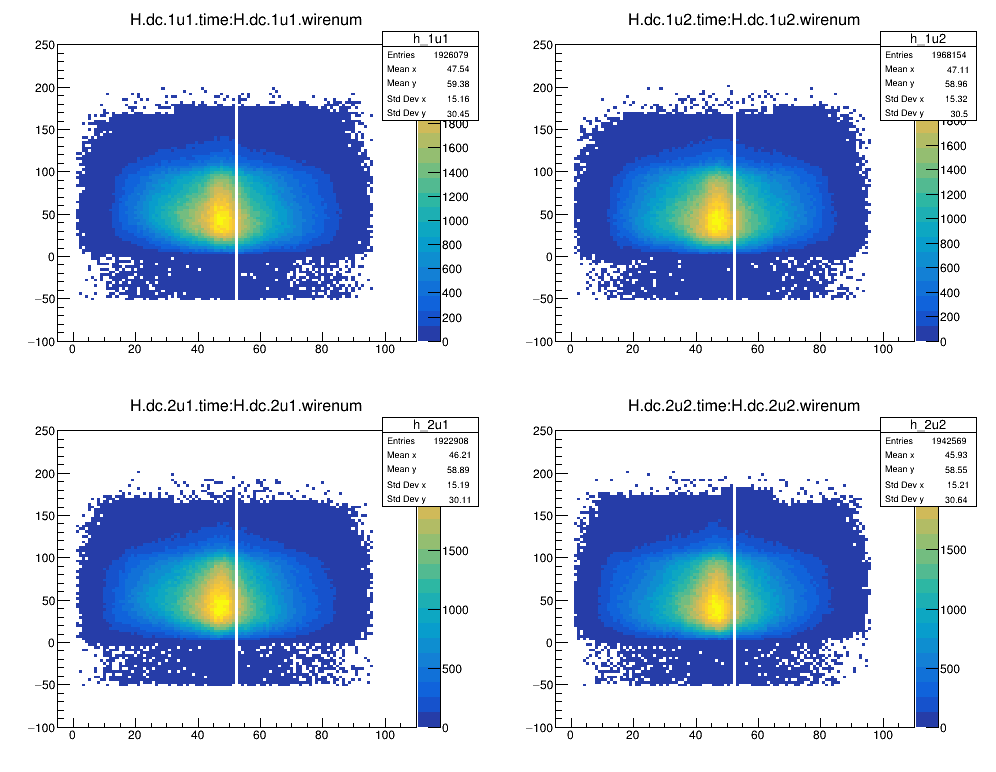 H.dc.1u1.time:H.dc.1u1.wirenum
h_1u1
Entries 1926079
Mean x 47.54
Mean y 59.38
Std Dev x 15.16
Std Dev y 30.45
250
200
150
100
50
0
−50
−100
0 20 40 60 80 100
1800
1600
1400
1200
1000
800
600
400
200
0
H.dc.1u2.time:H.dc.1u2.wirenum
h_1u2
Entries 1968154
Mean x 47.11
Mean y 58.96
Std Dev x 15.32
Std Dev y 30.5
250
200
150
100
50
0
−50
−100
0 20 40 60 80 100
1800
1600
1400
1200
1000
800
600
400
200
0
H.dc.2u1.time:H.dc.2u1.wirenum
h_2u1
Entries 1922908
Mean x 46.21
Mean y 58.89
Std Dev x 15.19
Std Dev y 30.11
250
200
150
100
50
0
−50
−100
0 20 40 60 80 100
1500
1000
500
0
H.dc.2u2.time:H.dc.2u2.wirenum
h_2u2
Entries 1942569
Mean x 45.93
Mean y 58.55
Std Dev x 15.21
Std Dev y 30.64
250
200
150
100
50
0
−50
−100
0 20 40 60 80 100
1500
1000
500
0